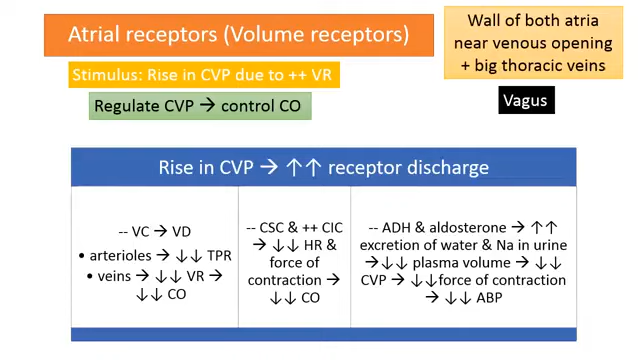 Atrial receptors (Volume receptors)
Wall of both atria
near venous opening
+ big thoracic veins
Stimulus: Rise in CVP due to ++ VR
Regulate CVP → control CO
Vagus
Rise in CVP → ↑↑ receptor discharge
-- VC → VD
• arterioles → ↓↓ TPR
• veins → ↓↓ VR →
↓↓ CO
-- CSC & ++ CIC
→ ↓↓ HR &
force of
contraction →
↓↓ CO
-- ADH & aldosterone → ↑↑
excretion of water & Na in urine
→↓↓ plasma volume → ↓↓
CVP → ↓↓force of contraction
→ ↓↓ ABP